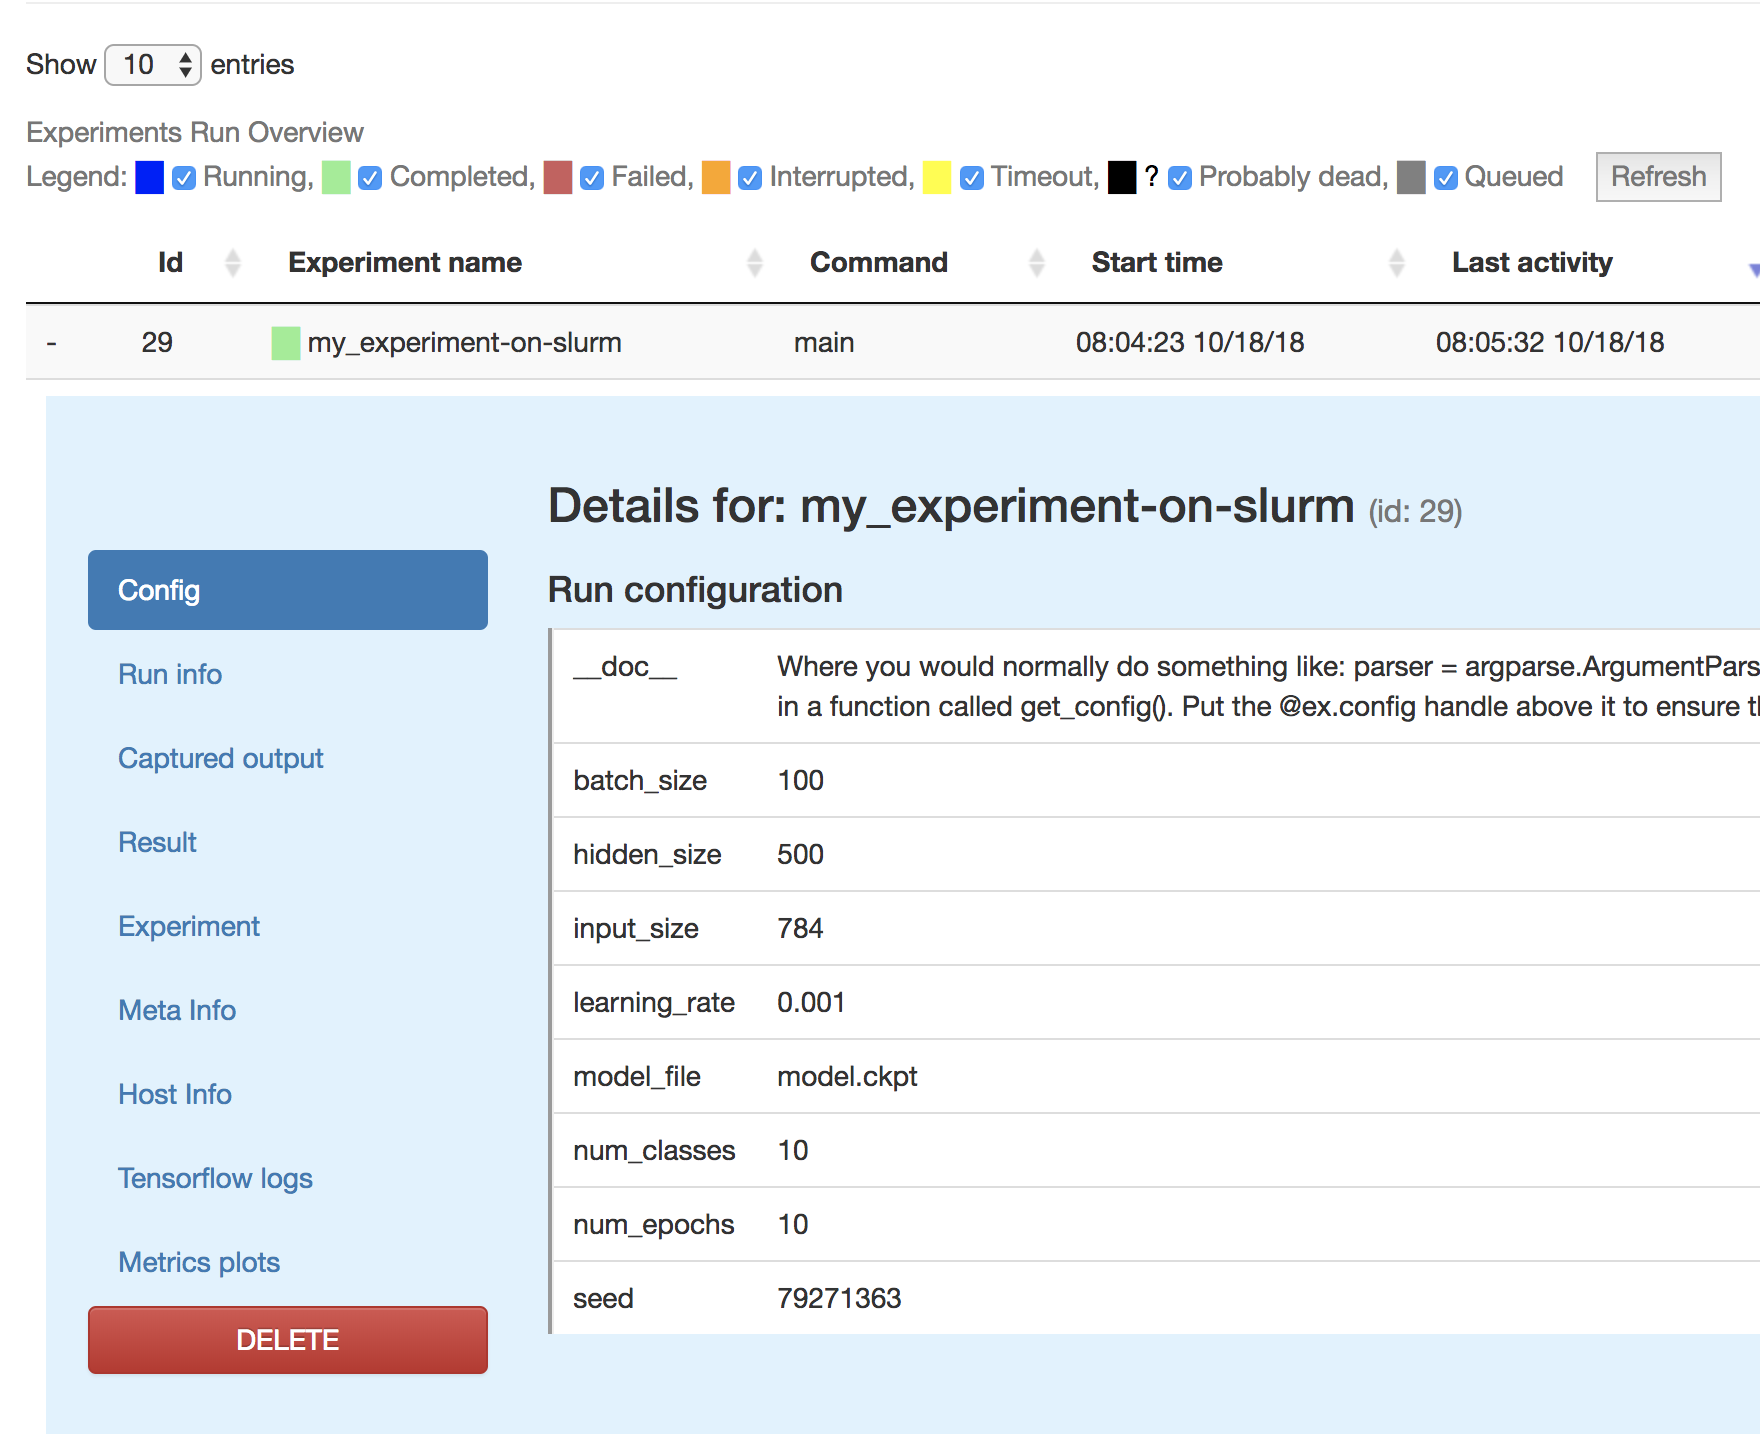 Show 10 entries
Experiments Run Overview
Legend: Running, Completed, Failed, Interrupted, Timeout, ? Probably dead, Queued Refresh
Id Experiment name Command Start time Last activity
- 29 my_experiment-on-slurm main 08:04:23 10/18/18 08:05:32 10/18/18
Details for: my_experiment-on-slurm (id: 29)
Config
Run info
Captured output
Result
Experiment
Meta Info
Host Info
Tensorflow logs
Metrics plots
DELETE
Run configuration
__doc__ Where you would normally do something like: parser = argparse.ArgumentPars
in a function called get_config(). Put the @ex.config handle above it to ensure
batch_size 100
hidden_size 500
input_size 784
learning_rate 0.001
model_file model.ckpt
num_classes 10
num_epochs 10
seed 79271363